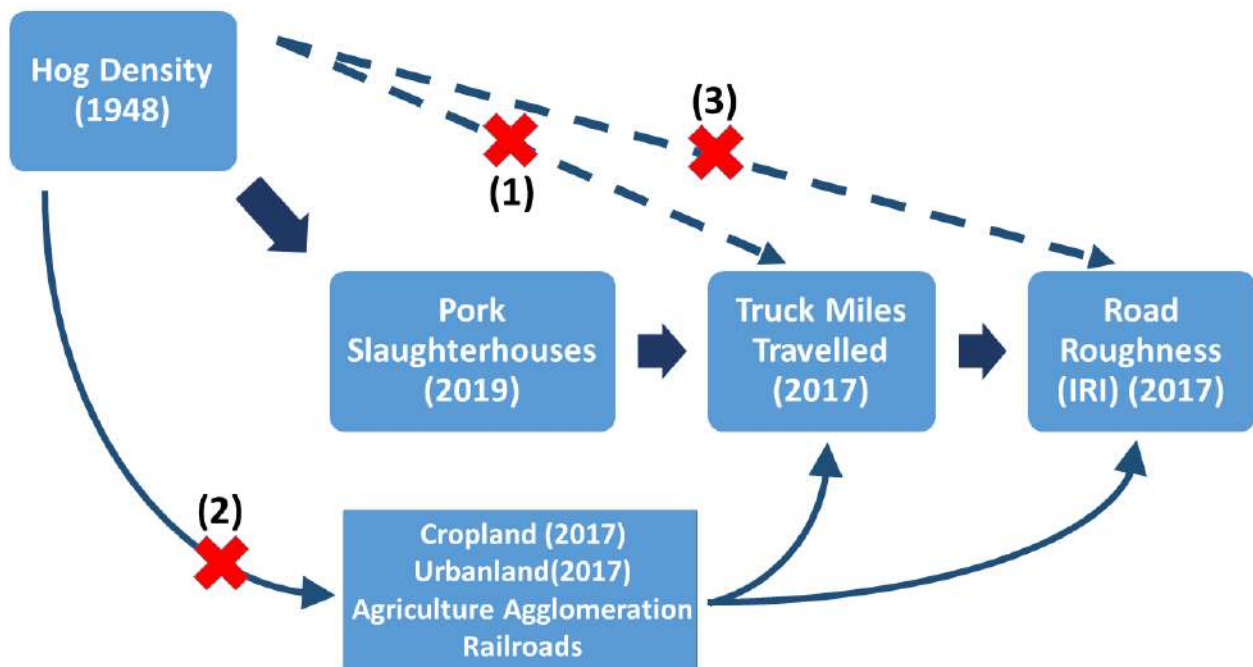 Hog Density
(1948)
(3)
(1)
Pork
Slaughterhouses
(2019)
Truck Miles
Travelled
(2017)
Road
Roughness
(IRI) (2017)
(2)
Cropland (2017)
Urbanland(2017)
Agriculture Agglomeration
Railroads